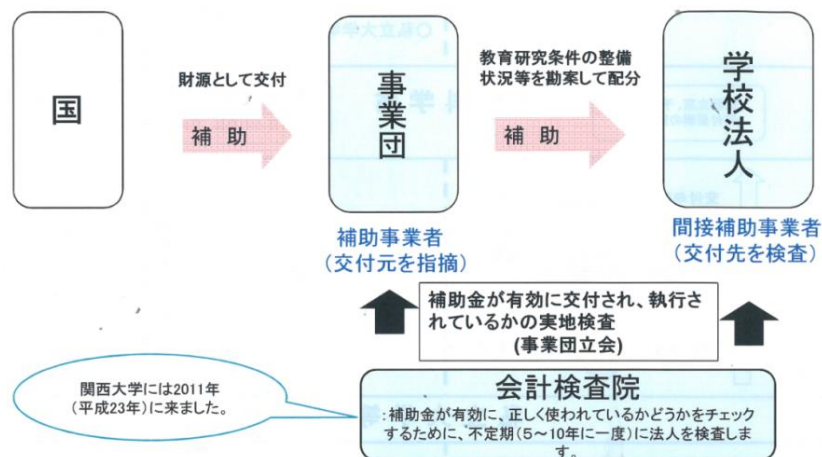 国
財源として交付
補助
事業団
教育研究条件の整備
状況等を勘案して配分
補助
学校法人
補助事業者
(交付元を指摘)
間接補助事業者
(交付先を検査)
補助金が有効に交付され、執行さ
れているかの実地検査
(事業団立会)
関西大学には2011年
(平成23年)に来ました。
会計検査院
:補助金が有効に、正しく使われているかどうかをチェック
するために、不定期(5～10年に一度)に法人を検査しま
す。